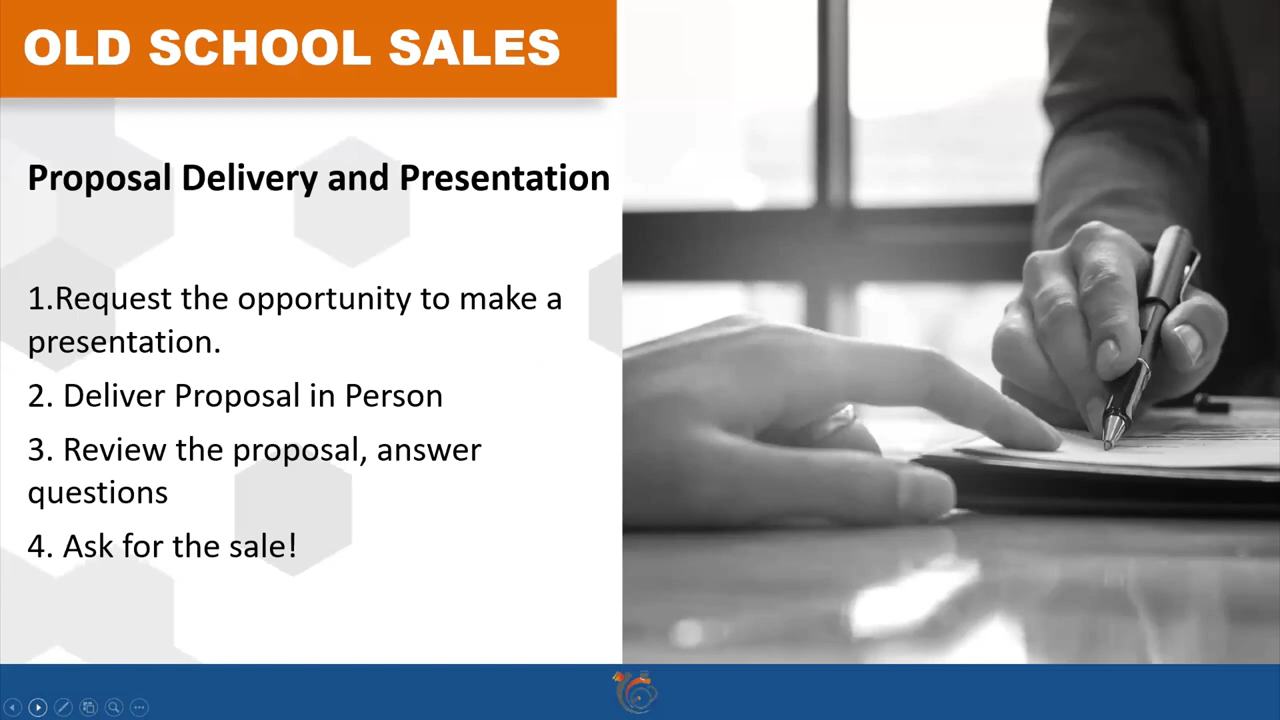 OLD SCHOOL SALES
Proposal Delivery and Presentation
1.Request the opportunity to make a
presentation.
2. Deliver Proposal in Person
3. Review the proposal, answer
questions
4. Ask for the sale!